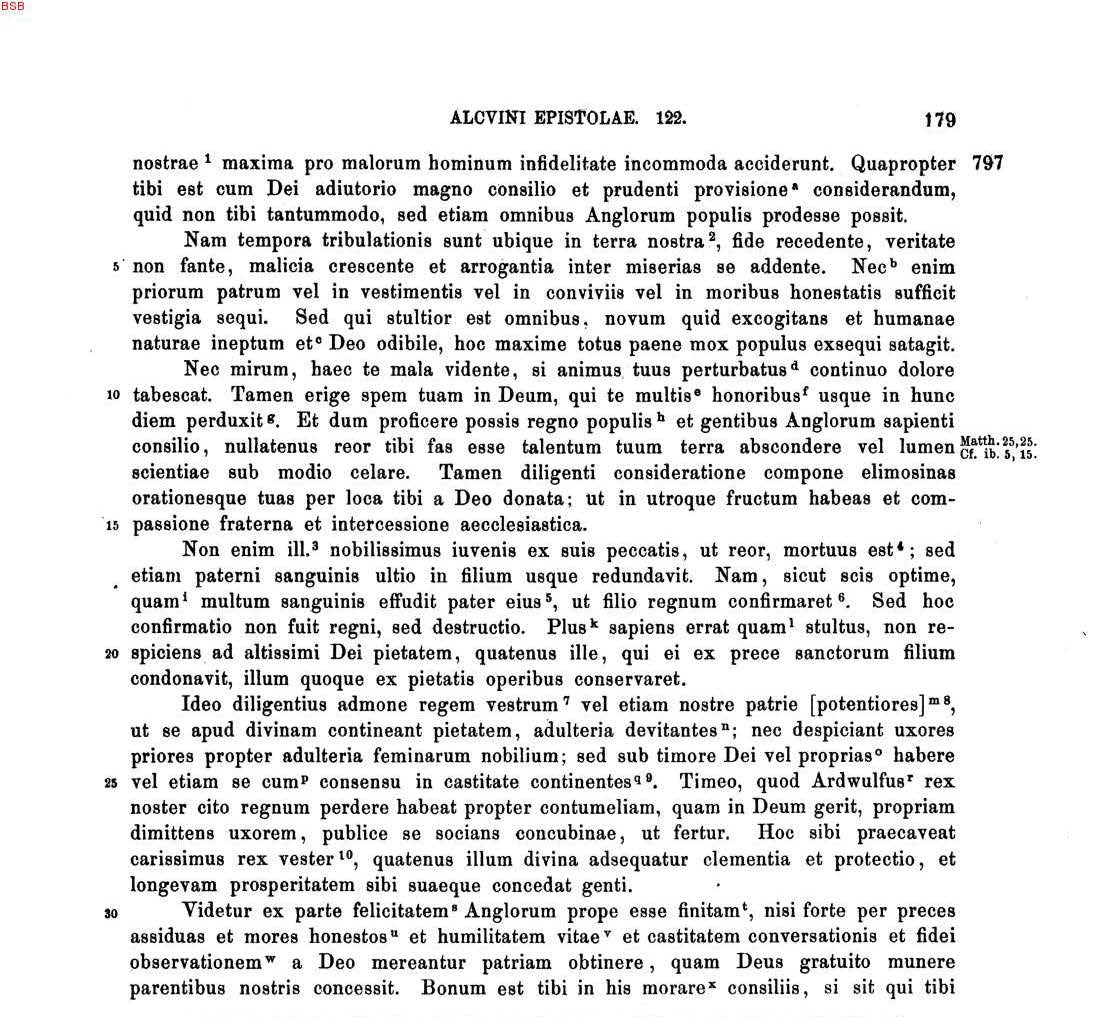 BSB
ALCVINI EPISTOLAE. 122. 179
nostrae ¹ maxima pro malorum hominum infidelitate incommoda acciderunt. Quapropter 797
tibi est cum Dei adiutorio magno consilio et prudenti provisione ᵃ considerandum,
quid non tibi tantummodo, sed etiam omnibus Anglorum populis prodesse possit.
Nam tempora tribulationis sunt ubique in terra nostra ², fide recedente, veritate
5 non fante, malicia crescente et arrogantia inter miserias se addente. Nec ᵇ enim
priorum patrum vel in vestimentis vel in conviviis vel in moribus honestatis sufficit
vestigia sequi. Sed qui stultior est omnibus, novum quid excogitans et humanae
naturae ineptum et ᶜ Deo odibile, hoc maxime totus paene mox populus exsequi satagit.
Nec mirum, haec te mala vidente, si animus tuus perturbatus ᵈ continuo dolore
10 tabescat. Tamen erige spem tuam in Deum, qui te multis ᵉ honoribus ᶠ usque in hunc
diem perduxit ᵍ. Et dum proficere possis regno populis ʰ et gentibus Anglorum sapienti
consilio, nullatenus reor tibi fas esse talentum tuum terra abscondere vel lumen Matth. 25,25.
Cf. ib. 5, 15.
scientiae sub modio celare. Tamen diligenti consideratione compone elimosinas
orationesque tuas per loca tibi a Deo donata; ut in utroque fructum habeas et com-
15 passione fraterna et intercessione aecclesiastica.
Non enim ill.³ nobilissimus iuvenis ex suis peccatis, ut reor, mortuus est ⁴; sed
etiam paterni sanguinis ultio in filium usque redundavit. Nam, sicut scis optime,
quam ⁱ multum sanguinis effudit pater eius ⁵, ut filio regnum confirmaret ⁶. Sed hoc
confirmatio non fuit regni, sed destructio. Plus ᵏ sapiens errat quam ˡ stultus, non re-
20 spiciens ad altissimi Dei pietatem, quatenus ille, qui ei ex prece sanctorum filium
condonavit, illum quoque ex pietatis operibus conservaret.
Ideo diligentius admone regem vestrum ⁷ vel etiam nostre patrie [potentiores] ᵐ ⁸,
ut se apud divinam contineant pietatem, adulteria devitantes ⁿ; nec despiciant uxores
priores propter adulteria feminarum nobilium; sed sub timore Dei vel proprias ᵒ habere
25 vel etiam se cum ᵖ consensu in castitate continentes q ⁹. Timeo, quod Ardwulfus ʳ rex
noster cito regnum perdere habeat propter contumeliam, quam in Deum gerit, propriam
dimittens uxorem, publice se socians concubinae, ut fertur. Hoc sibi praecaveat
carissimus rex vester ¹⁰, quatenus illum divina adsequatur clementia et protectio, et
longevam prosperitatem sibi suaeque concedat genti.
30 Videtur ex parte felicitatem ˢ Anglorum prope esse finitam ᵗ, nisi forte per preces
assiduas et mores honestos ᵘ et humilitatem vitae ᵛ et castitatem conversationis et fidei
observationem ʷ a Deo mereantur patriam obtinere, quam Deus gratuito munere
parentibus nostris concessit. Bonum est tibi in his morare ˣ consiliis, si sit qui tibi